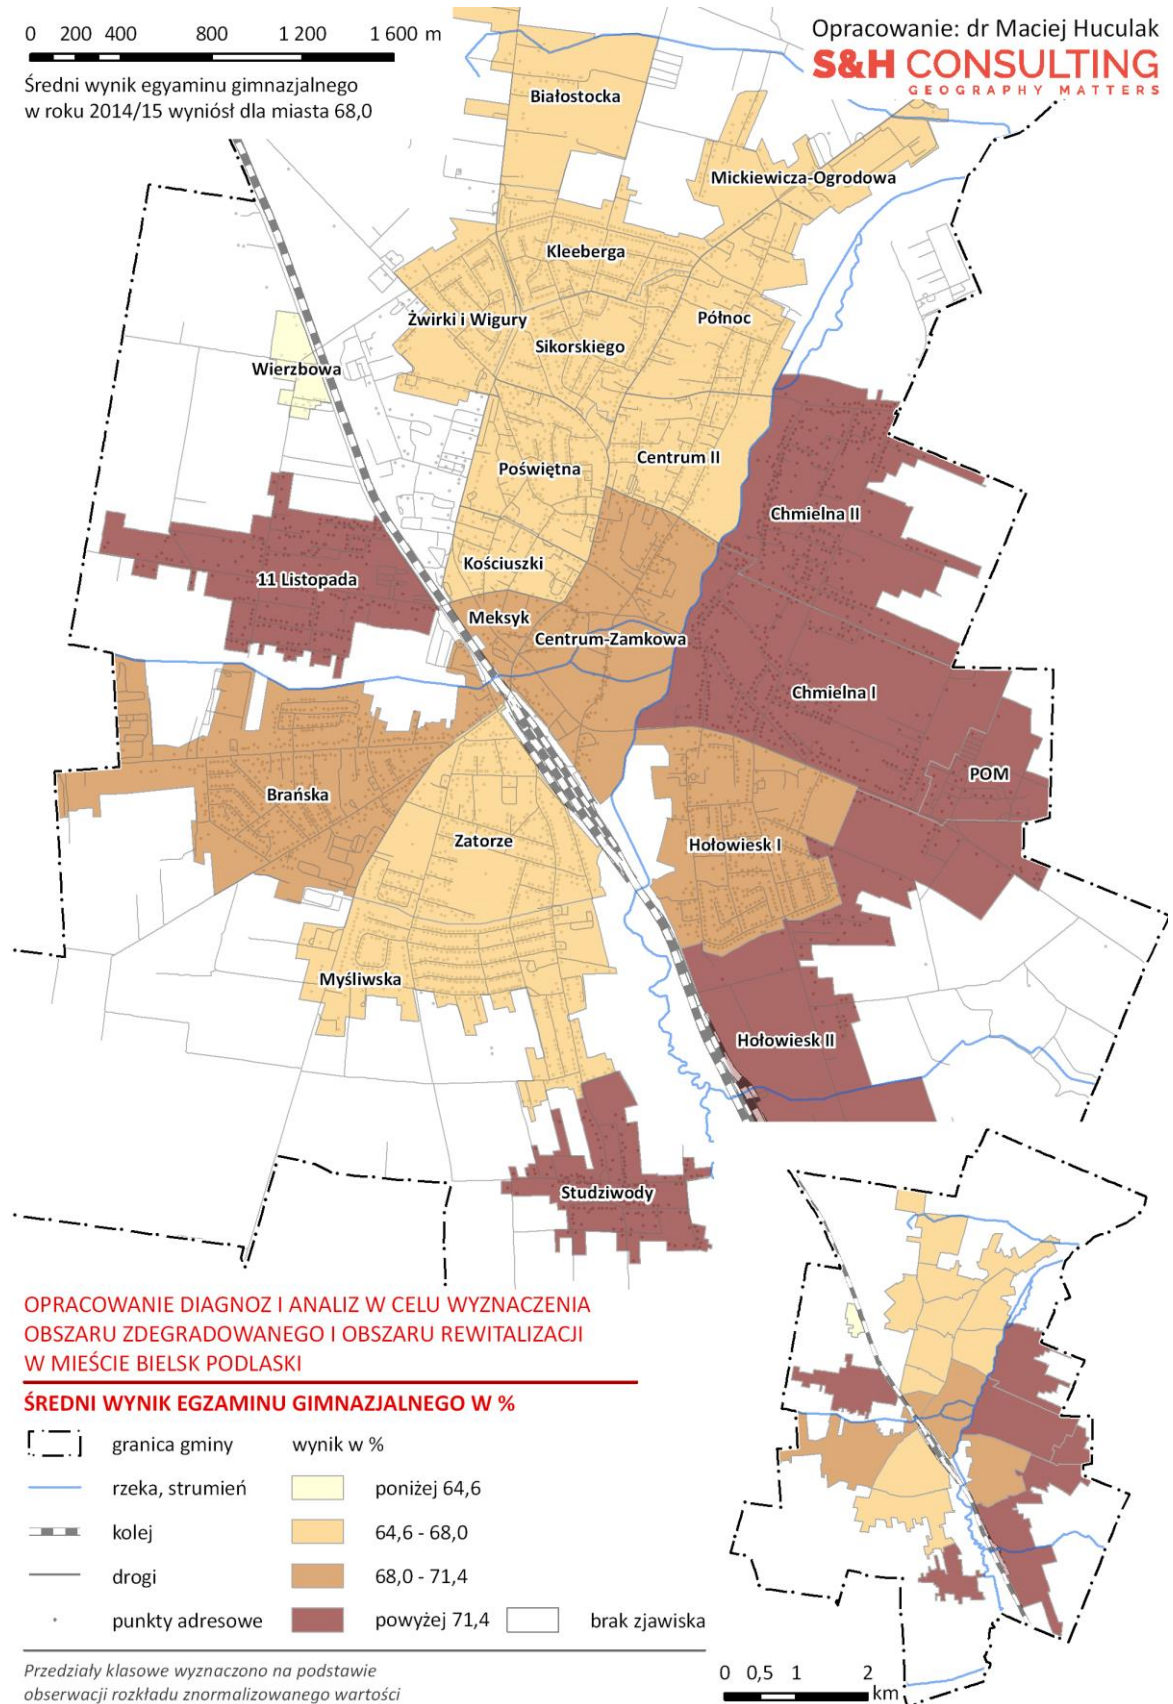 0 200 400 800 1 200 1 600 m
Średni wynik egyaminu gimnazjalnego
w roku 2014/15 wyniósł dla miasta 68,0
Opracowanie: dr Maciej Huculak
S&H CONSULTING
GEOGRAPHY MATTERS
Białostocka
Mickiewicza-Ogrodowa
Kleeberga
Żwirki i Wigury
Północ
Sikorskiego
Wierzbowa
Poświętna
Centrum II
Chmielna II
Kościuszki
11 Listopada
Meksyk
Centrum-Zamkowa
Chmielna I
POM
Brańska
Zatorze
Hołowiesk I
Myśliwska
Hołowiesk II
Studziwody
OPRACOWANIE DIAGNOZ I ANALIZ W CELU WYZNACZENIA
OBSZARU ZDEGRADOWANEGO I OBSZARU REWITALIZACJI
W MIEŚCIE BIELSK PODLASKI
ŚREDNI WYNIK EGZAMINU GIMNAZJALNEGO W %
granica gminy wynik w %
rzeka, strumień poniżej 64,6
kolej 64,6 - 68,0
drogi 68,0 - 71,4
punkty adresowe powyżej 71,4 brak zjawiska
Przedziały klasowe wyznaczono na podstawie
obserwacji rozkładu znormalizowanego wartości
0 0,5 1 2
km